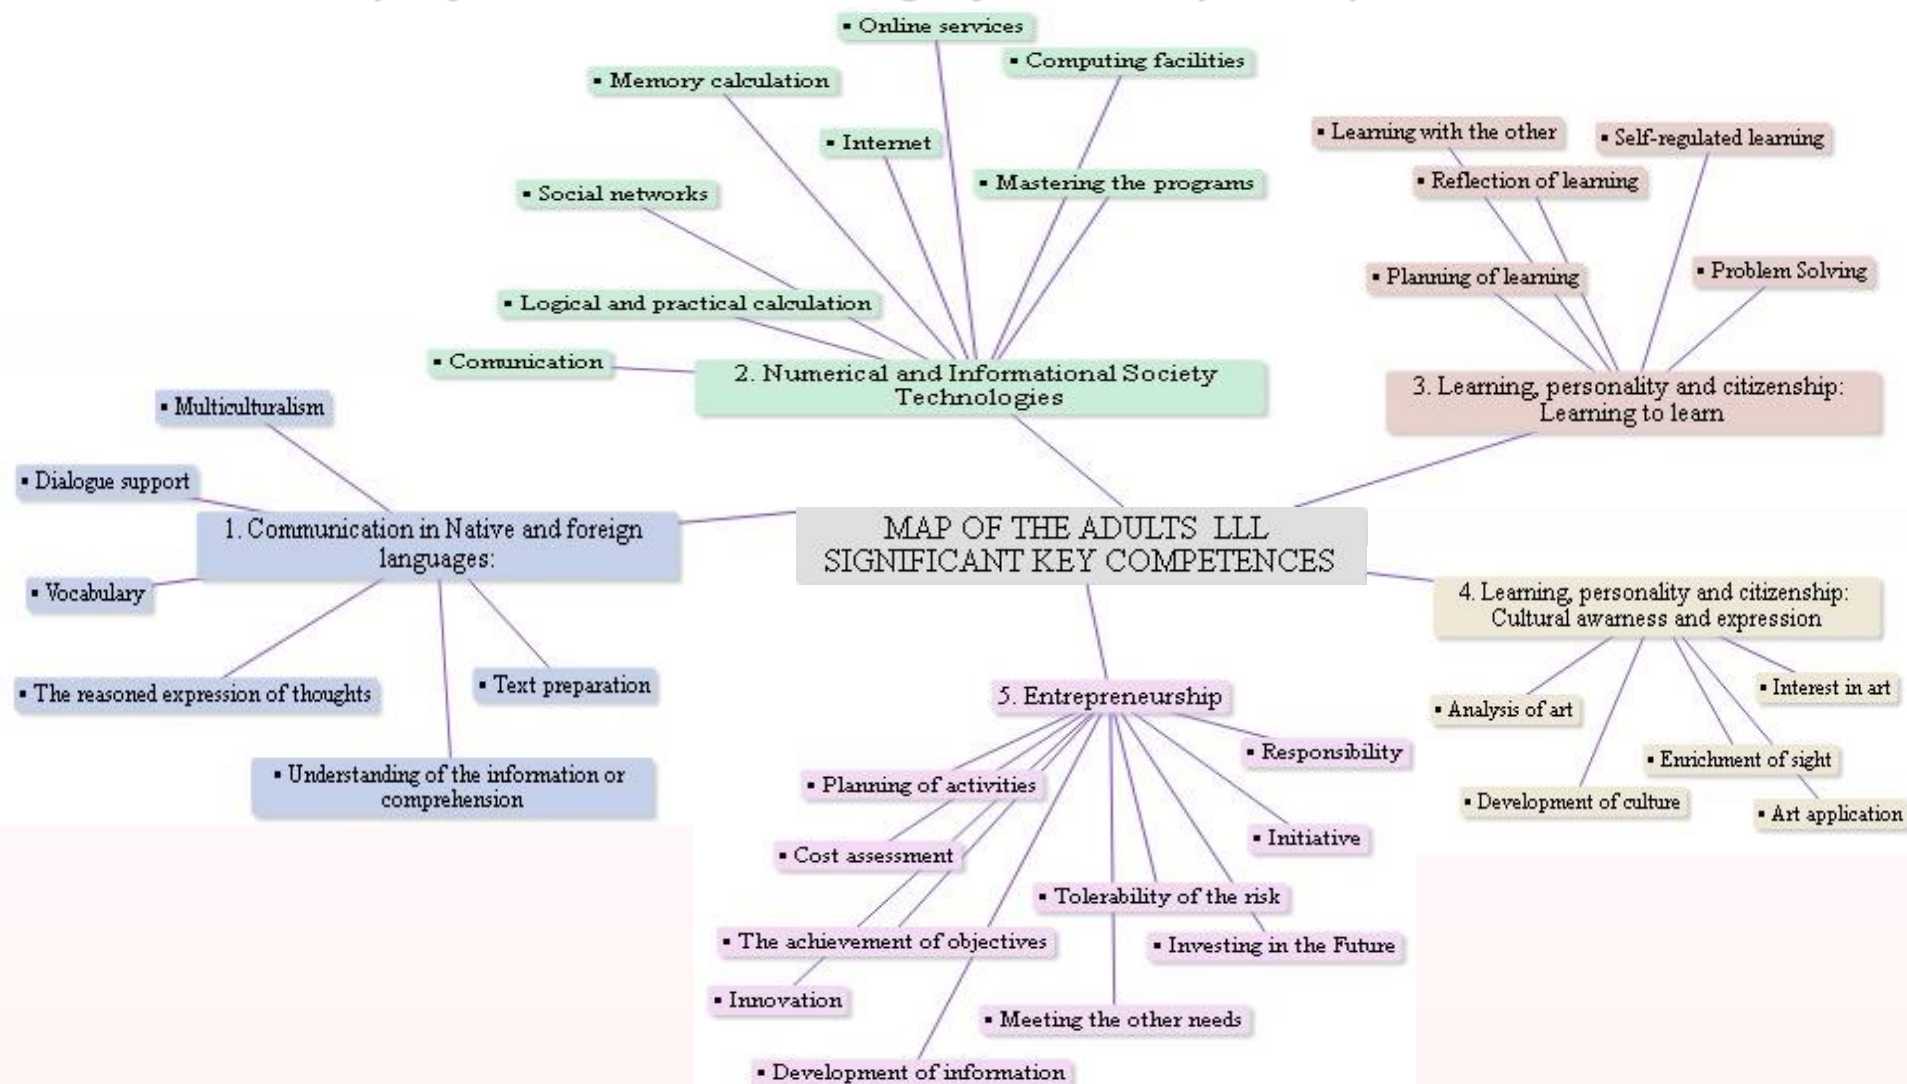 ▪ Online services
▪ Computing facilities
▪ Memory calculation
▪ Internet
▪ Mastering the programs
▪ Social networks
▪ Logical and practical calculation
▪ Comunication
2. Numerical and Informational Society
Technologies
▪ Learning with the other
▪ Self-regulated learning
▪ Reflection of learning
▪ Planning of learning
▪ Problem Solving
3. Learning, personality and citizenship:
Learning to learn
▪ Multiculturalism
▪ Dialogue support
1. Communication in Native and foreign
languages:
▪ Vocabulary
▪ The reasoned expression of thoughts
▪ Text preparation
▪ Understanding of the information or
comprehension
MAP OF THE ADULTS LLL
SIGNIFICANT KEY COMPETENCES
4. Learning, personality and citizenship:
Cultural awarness and expression
▪ Interest in art
▪ Analysis of art
▪ Enrichment of sight
▪ Development of culture
▪ Art application
5. Entrepreneurship
▪ Responsibility
▪ Planning of activities
▪ Initiative
▪ Cost assessment
▪ Tolerability of the risk
▪ The achievement of objectives
▪ Investing in the Future
▪ Innovation
▪ Meeting the other needs
▪ Development of information